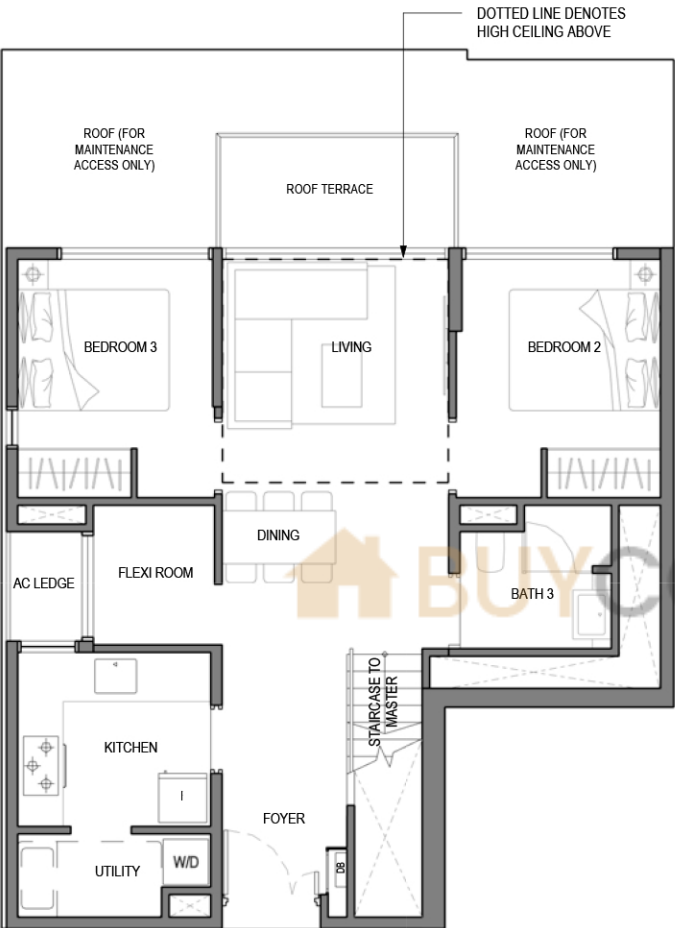 DOTTED LINE DENOTES
HIGH CEILING ABOVE
ROOF (FOR
MAINTENANCE
ACCESS ONLY)
ROOF (FOR
MAINTENANCE
ACCESS ONLY)
ROOF TERRACE
BEDROOM 3
LIVING
BEDROOM 2
DINING
FLEXI ROOM
AC LEDGE
BATH 3
BUYCO
STAIRCASE TO
MASTER
KITCHEN
I
FOYER
UTILITY
W/D
DB